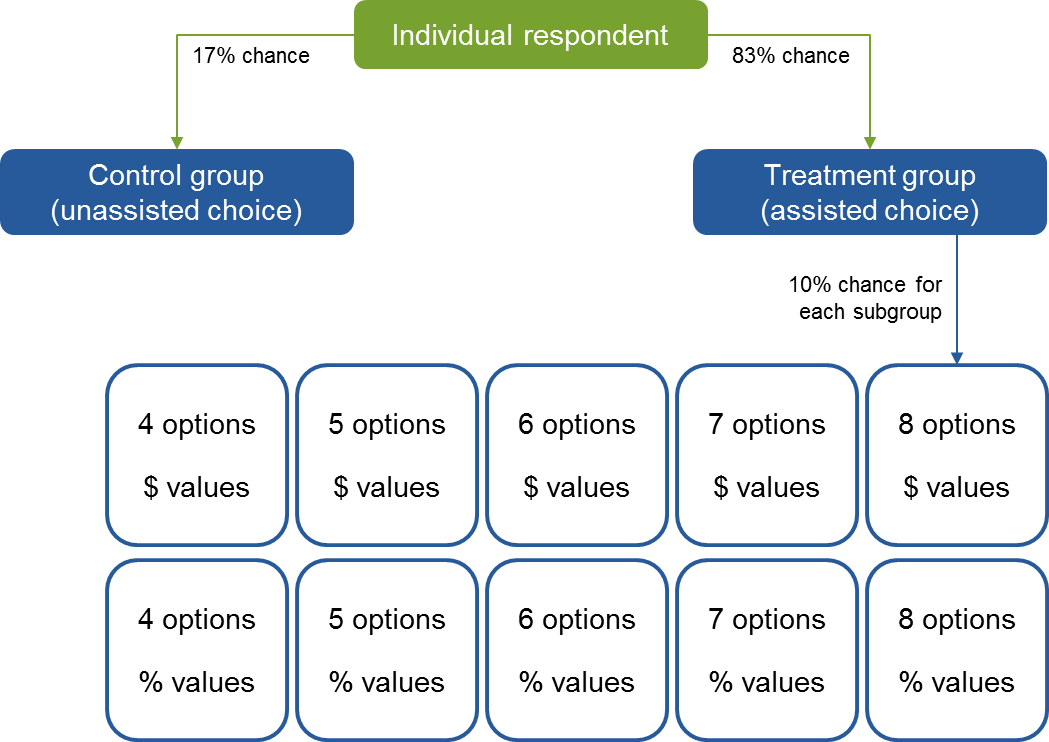 Individual respondent
17% chance
83% chance
Control group
(unassisted choice)
Treatment group
(assisted choice)
10% chance for
each subgroup
4 options
$ values
5 options
$ values
6 options
$ values
7 options
$ values
8 options
$ values
4 options
% values
5 options
% values
6 options
% values
7 options
% values
8 options
% values